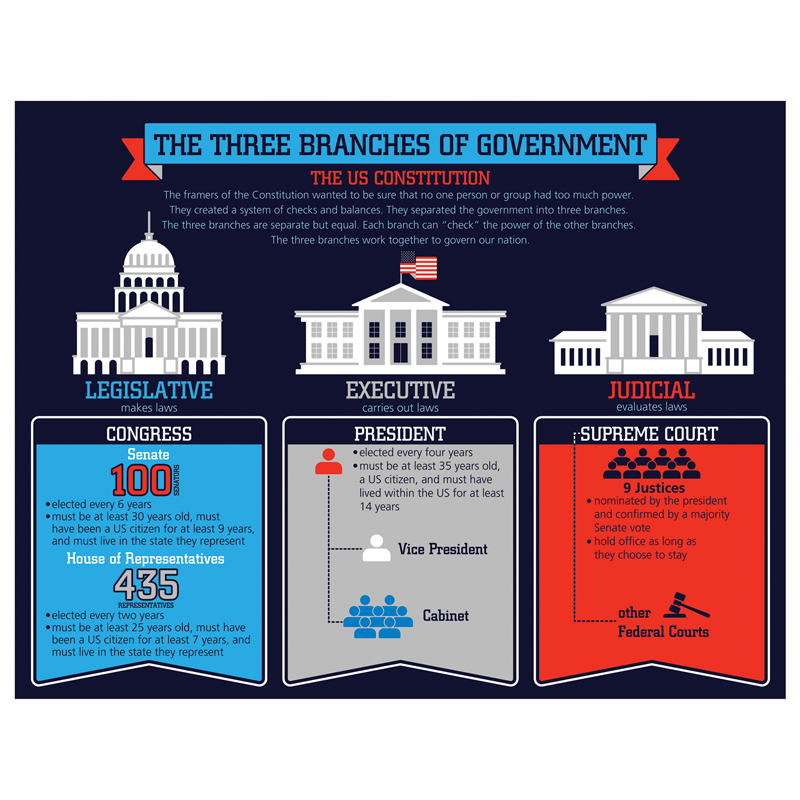 THE THREE BRANCHES OF GOVERNMENT
THE US CONSTITUTION
The framers of the Constitution wanted to be sure that no one person or group had too much power.
They created a system of checks and balances. They separated the government into three branches.
The three branches are separate but equal. Each branch can "check" the power of the other branches.
The three branches work together to govern our nation.
LEGISLATIVE
makes laws
CONGRESS
Senate
100
SENATORS
• elected every 6 years
• must be at least 30 years old, must
have been a US citizen for at least 9 years,
and must live in the state they represent
House of Representatives
435
REPRESENTATIVES
• elected every two years
• must be at least 25 years old, must have
been a US citizen for at least 7 years, and
must live in the state they represent
EXECUTIVE
carries out laws
PRESIDENT
• elected every four years
• must be at least 35 years old,
a US citizen, and must have
lived within the US for at least
14 years
Vice President
Cabinet
JUDICIAL
evaluates laws
SUPREME COURT
9 Justices
• nominated by the president
and confirmed by a majority
Senate vote
• hold office as long as
they choose to stay
other
Federal Courts